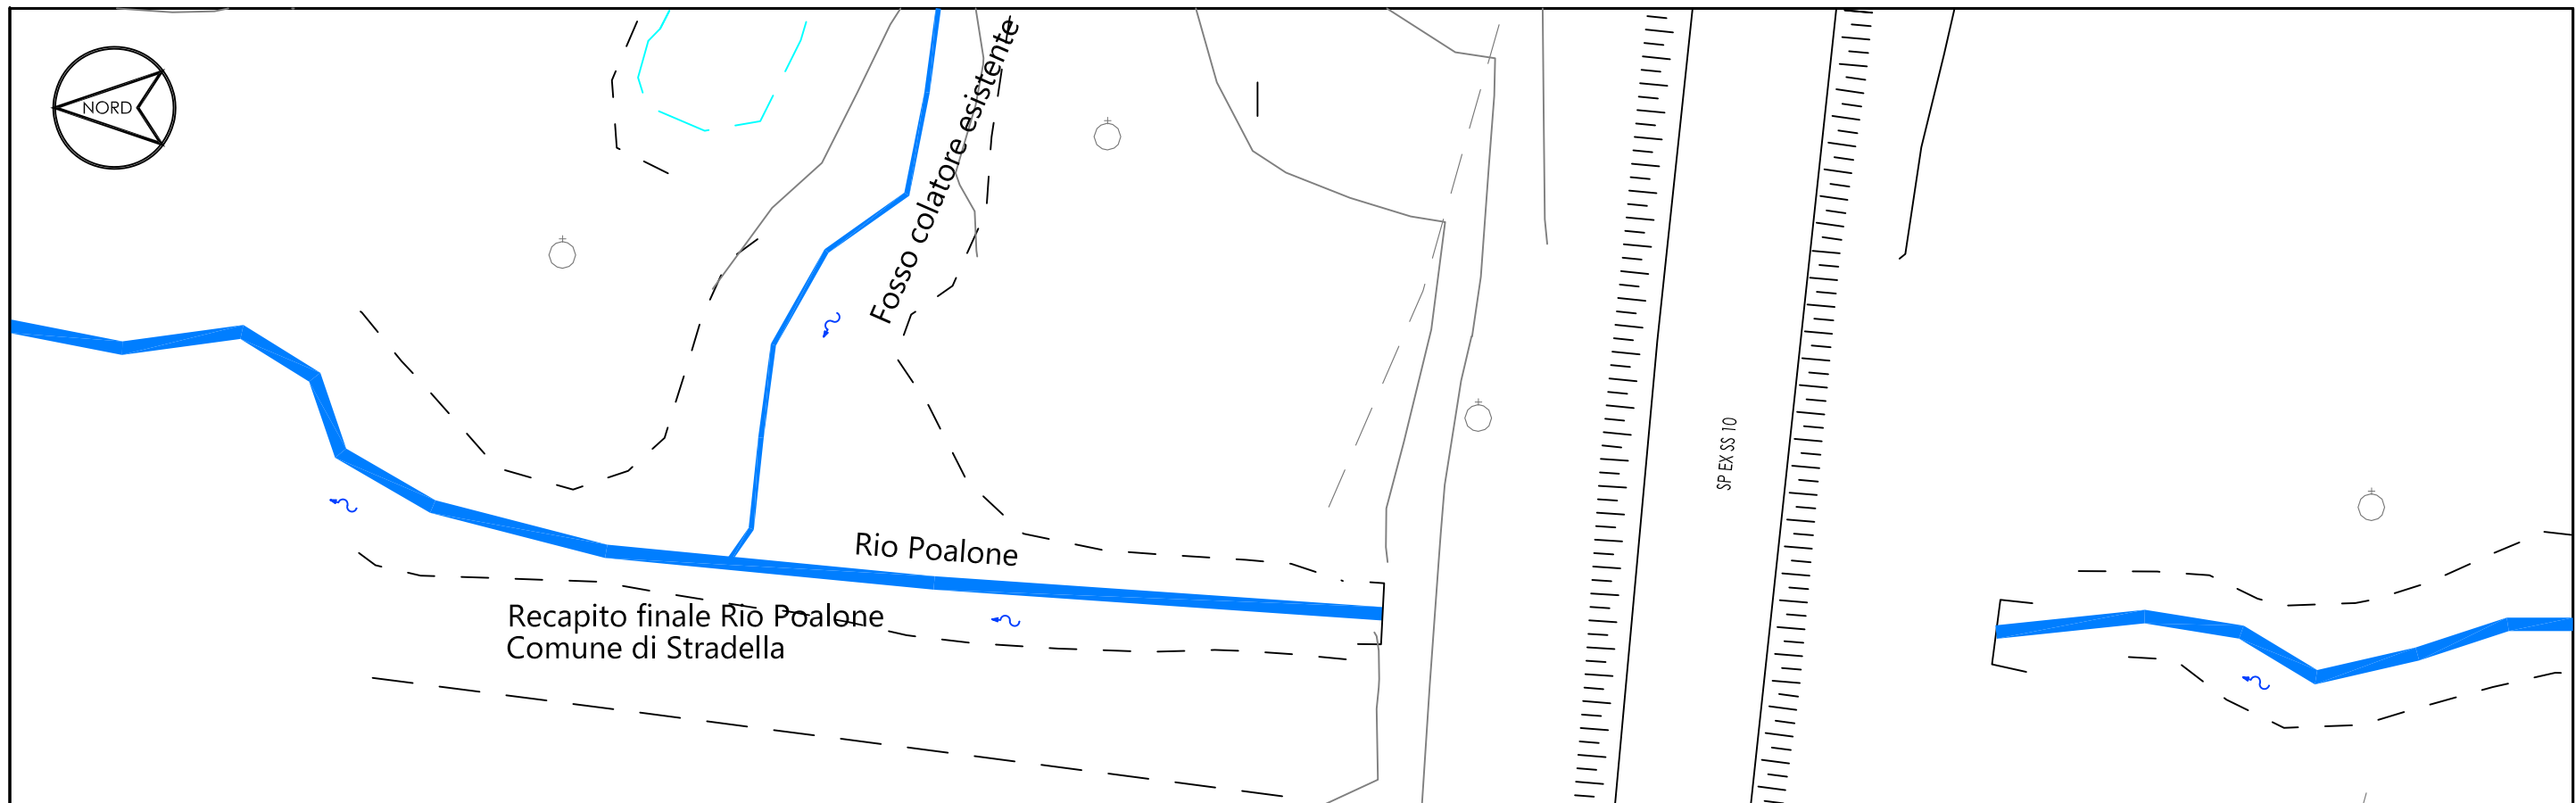 NORD
Fosso colatore esistente
SP EX SS 10
Rio Poalone
Recapito finale Rio Poalone
Comune di Stradella